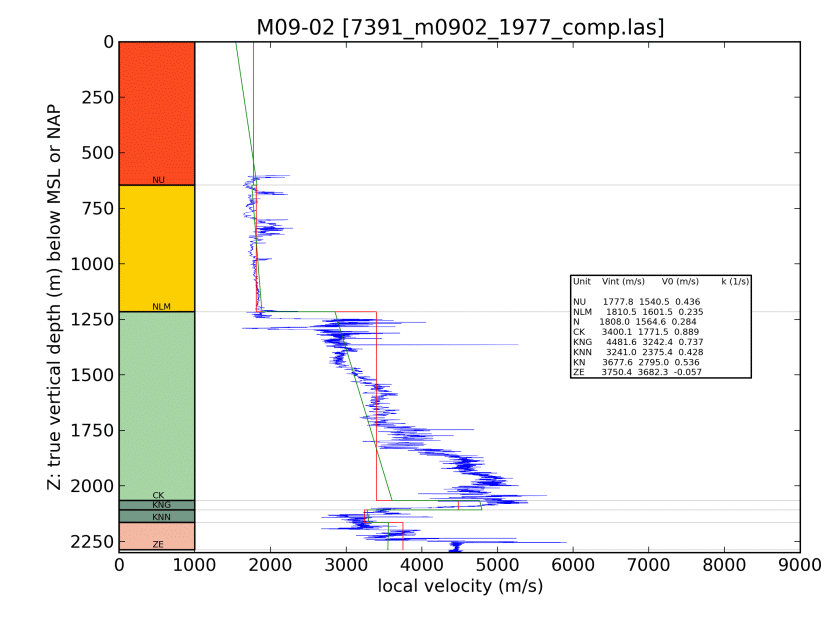 M09-02 [7391_m0902_1977_comp.las]
Z: true vertical depth (m) below MSL or NAP
0
250
500
750
1000
1250
1500
1750
2000
2250
NU
NLM
CK
KNG
KNN
ZE
Unit Vint (m/s) V0 (m/s) k (1/s)
NU 1777.8 1540.5 0.436
NLM 1810.5 1601.5 0.235
N 1808.0 1564.6 0.284
CK 3400.1 1771.5 0.889
KNG 4481.6 3242.4 0.737
KNN 3241.0 2375.4 0.428
KN 3677.6 2795.0 0.536
ZE 3750.4 3682.3 -0.057
0 1000 2000 3000 4000 5000 6000 7000 8000 9000
local velocity (m/s)